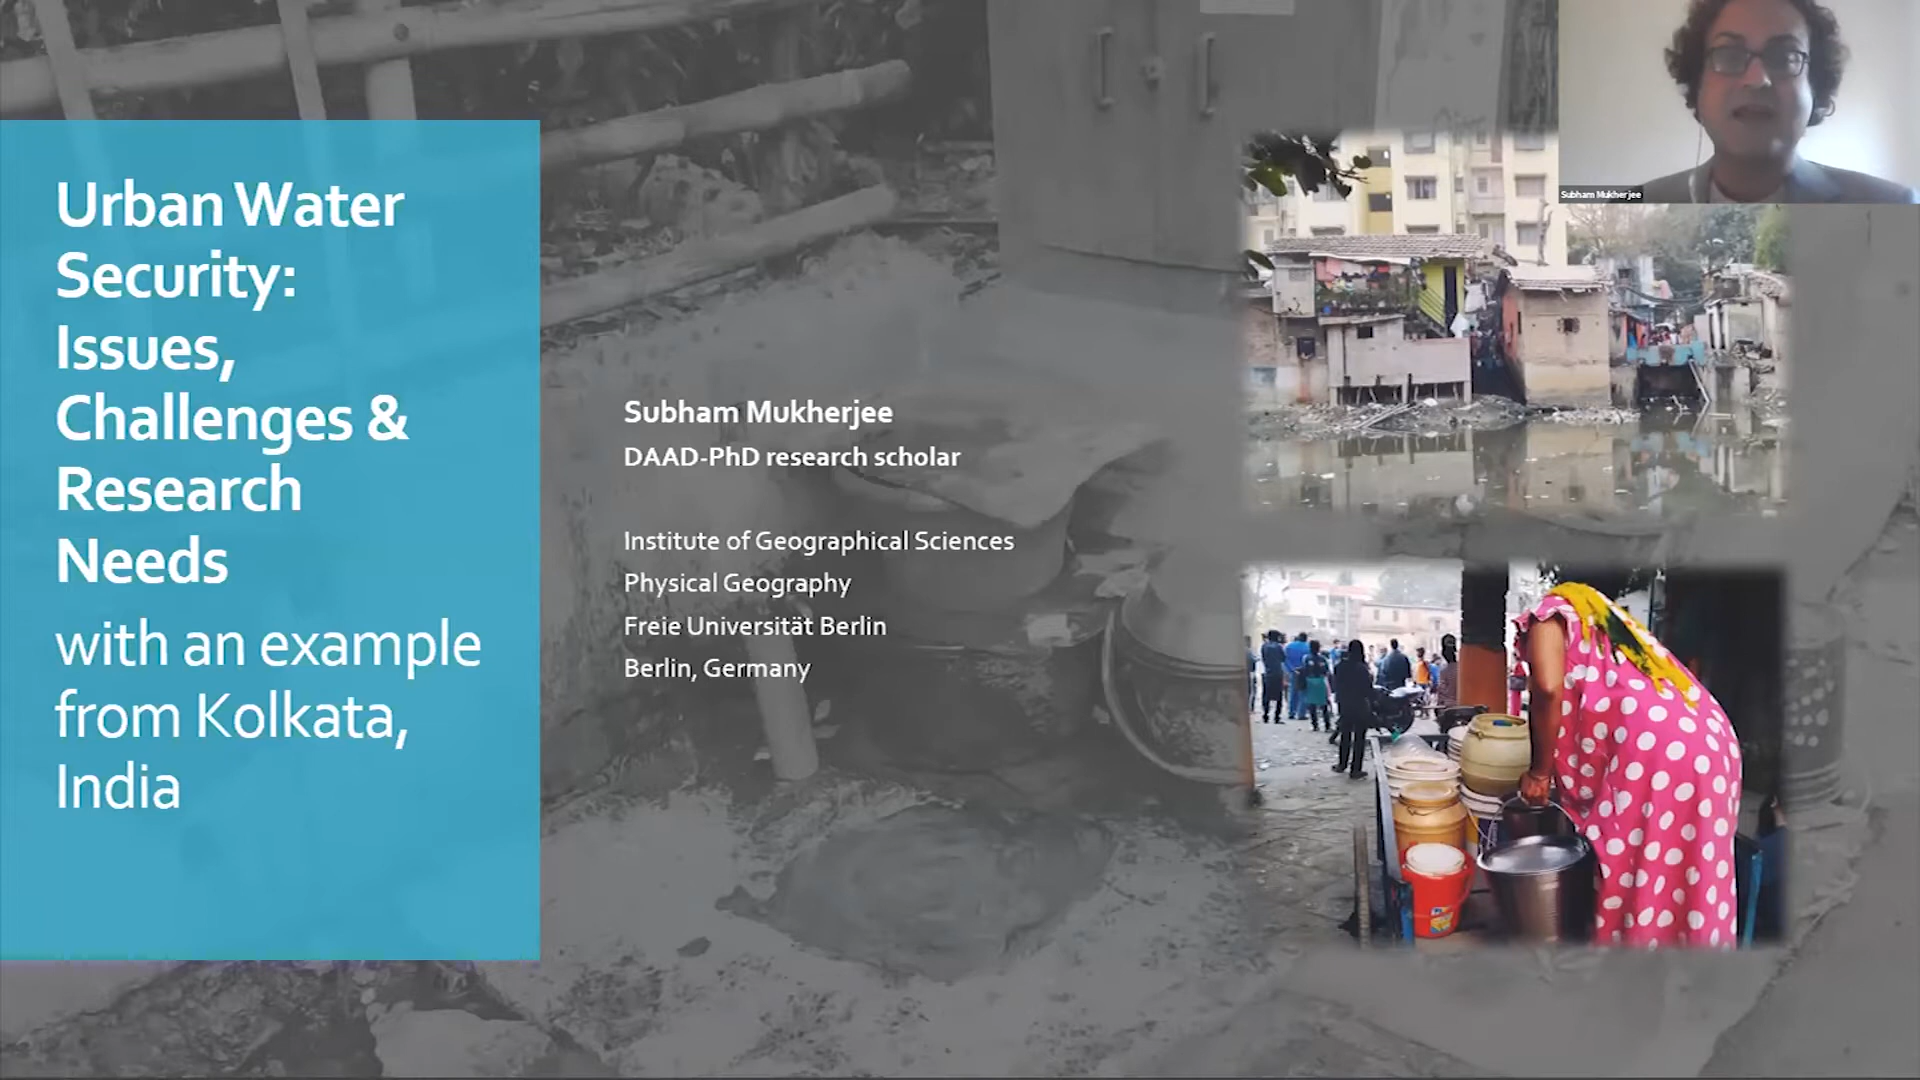 Urban Water
Security:
Issues,
Challenges &
Research
Needs
with an example
from Kolkata,
India
Subham Mukherjee
DAAD-PhD research scholar
Institute of Geographical Sciences
Physical Geography
Freie Universität Berlin
Berlin, Germany
Subham Mukherjee